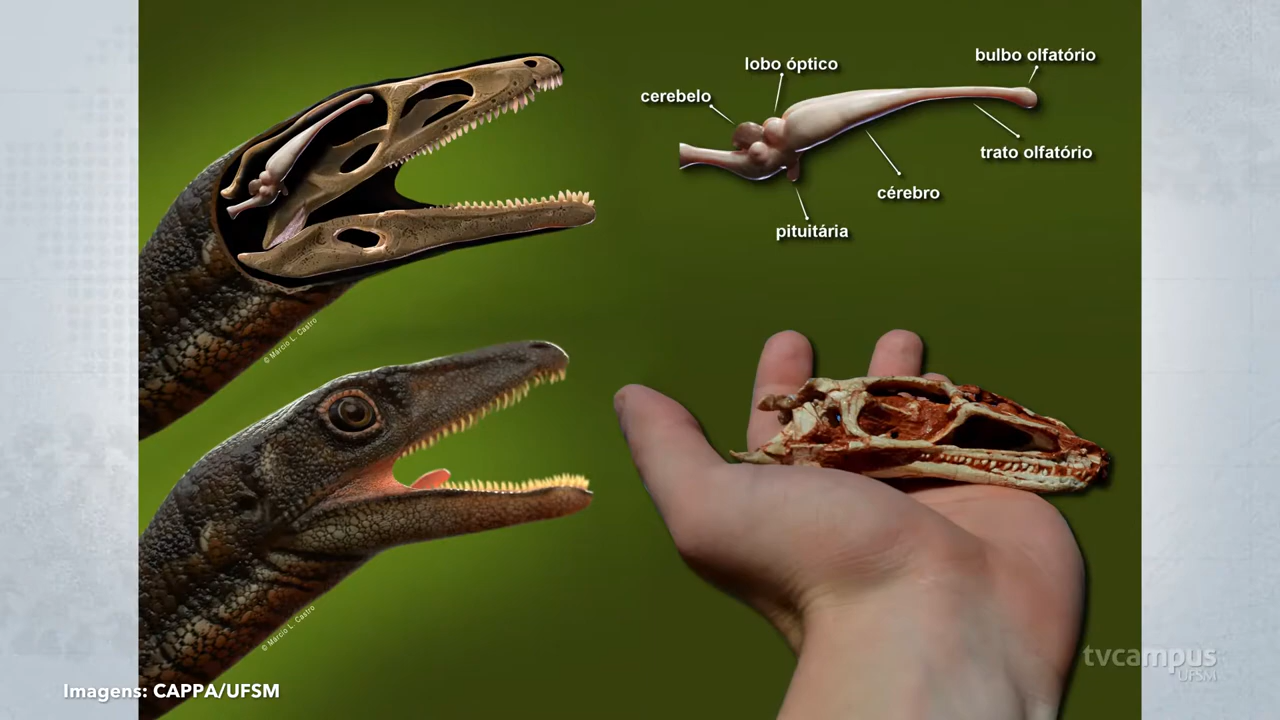 bulbo olfatório
lobo óptico
cerebelo
trato olfatório
cérebro
pituitária
© Márcio L. Castro
© Márcio L. Castro
tvcampus
UFSM
Imagens: CAPPA/UFSM